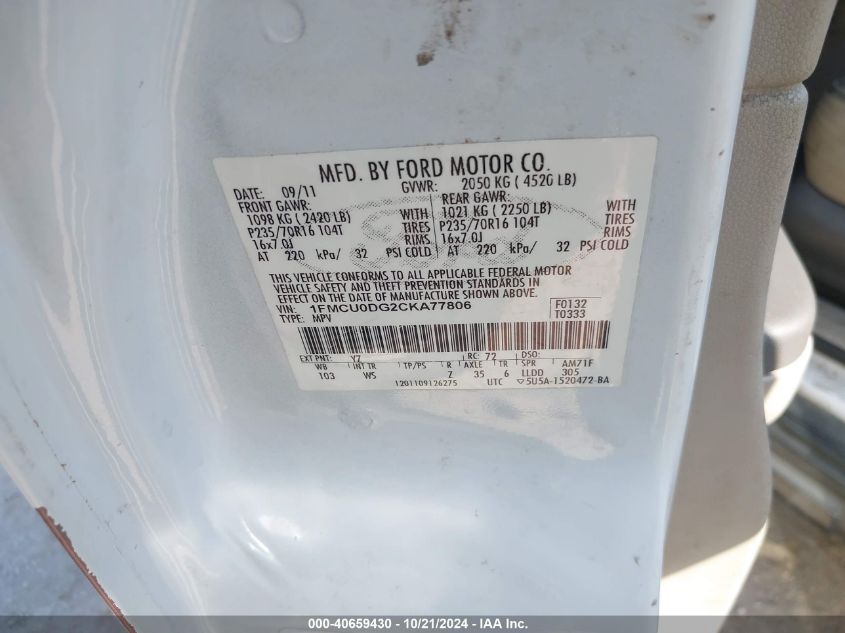 MFD. BY FORD MOTOR CO.
DATE: 09/11 GVWR: 2050 KG ( 4520 LB)
FRONT GAWR: REAR GAWR:
1098 KG (2420 LB) WITH 1021 KG ( 2250 LB) WITH
P235/70R16 104T TIRES P235/70R16 104T TIRES
16x7.0J RIMS 16x7.0J RIMS
AT 220 kPa/ 32 PSI COLD AT 220 kPa/ 32 PSI COLD
THIS VEHICLE CONFORMS TO ALL APPLICABLE FEDERAL MOTOR
VEHICLE SAFETY AND THEFT PREVENTION STANDARDS IN
EFFECT ON THE DATE OF MANUFACTURE SHOWN ABOVE.
VIN: 1FMCU0DG2CKA77806 F0132
TYPE: MPV T0333
EXT PNT: YZ RC: 72 DSO:
WB INT TR TP/PS R AXLE TR SPR AM71F
103 WS Z 35 6 LLDD 305
1201109126275 UTC ▽5U5A-1520472-BA
000-40659430 - 10/21/2024 - IAA Inc.